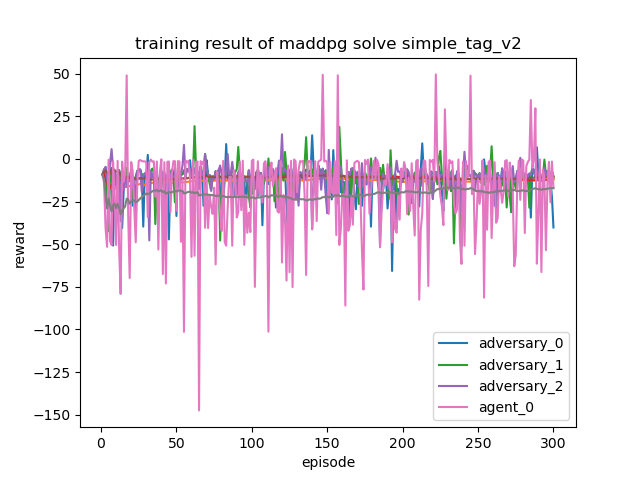 training result of maddpg solve simple_tag_v2
50
25
0
−25
−50
−75
−100
−125
−150
reward
adversary_0
adversary_1
adversary_2
agent_0
0
50
100
150
200
250
300
episode